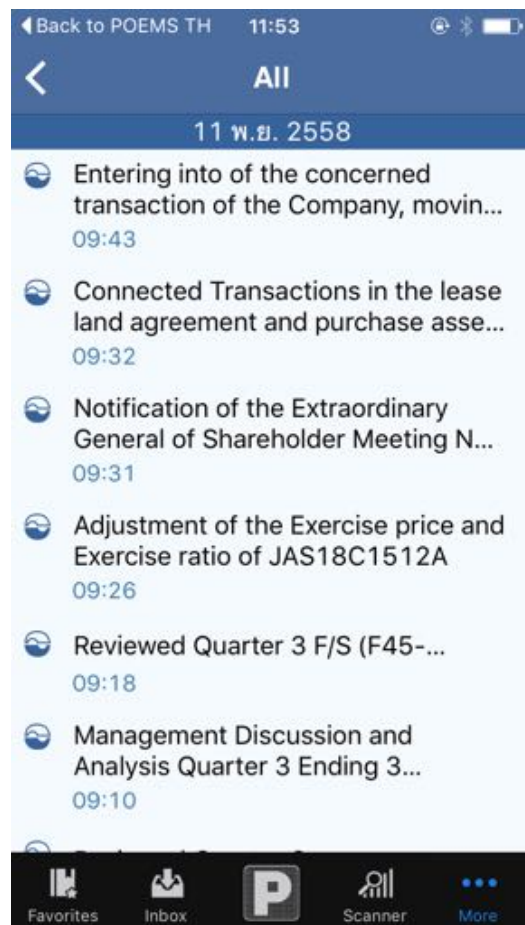 Back to POEMS TH 11:53
All
11 พ.ย. 2558
Entering into of the concerned
transaction of the Company, movin...
09:43
Connected Transactions in the lease
land agreement and purchase asse...
09:32
Notification of the Extraordinary
General of Shareholder Meeting N...
09:31
Adjustment of the Exercise price and
Exercise ratio of JAS18C1512A
09:26
Reviewed Quarter 3 F/S (F45-...
09:18
Management Discussion and
Analysis Quarter 3 Ending 3...
09:10
Favorites Inbox P Scanner More